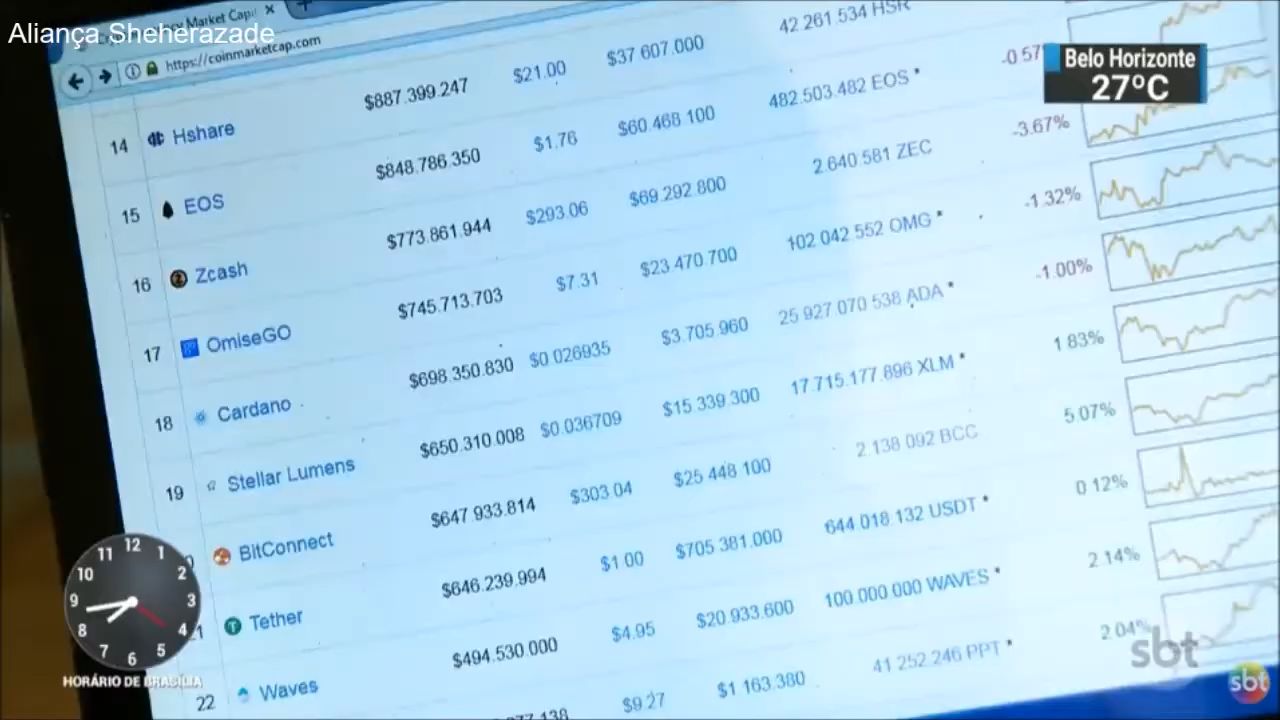 Aliança Sheherazade
Market Cap
https://coinmarketcap.com
Belo Horizonte
27ºC
14 Hshare $887.399.247 $21.00 $37 607.000 42 261.534 HSR
15 EOS $848.786.350 $1.76 $60.468.100 482.503.482 EOS * -0.57
16 Zcash $773.861.944 $293.06 $69.292.800 2.640 581 ZEC -3.67%
17 OmiseGO $745.713.703 $7.31 $23.470.700 102 042.552 OMG * -1.32%
18 Cardano $698.350.830 $0.026935 $3.705.960 25 927.070 538 ADA * -1.00%
19 Stellar Lumens $650.310 008 $0.036709 $15.339.300 17.715.177.896 XLM * 1 83%
BitConnect $647.933.814 $303 04 $25 448.100 2.138 092 BCC 5.07%
Tether $646.239.994 $1 00 $705 381.000 644.018.132 USDT * 0 12%
22 Waves $494.530.000 $4.95 $20.933.600 100.000.000 WAVES * 2 14%
$9.27 $1 163.380 41 252.246 PPT * 2 04%
12 1 2 3 4 5 6 7 8 9 10 11
HORÁRIO DE BRASÍLIA
sbt
sbt